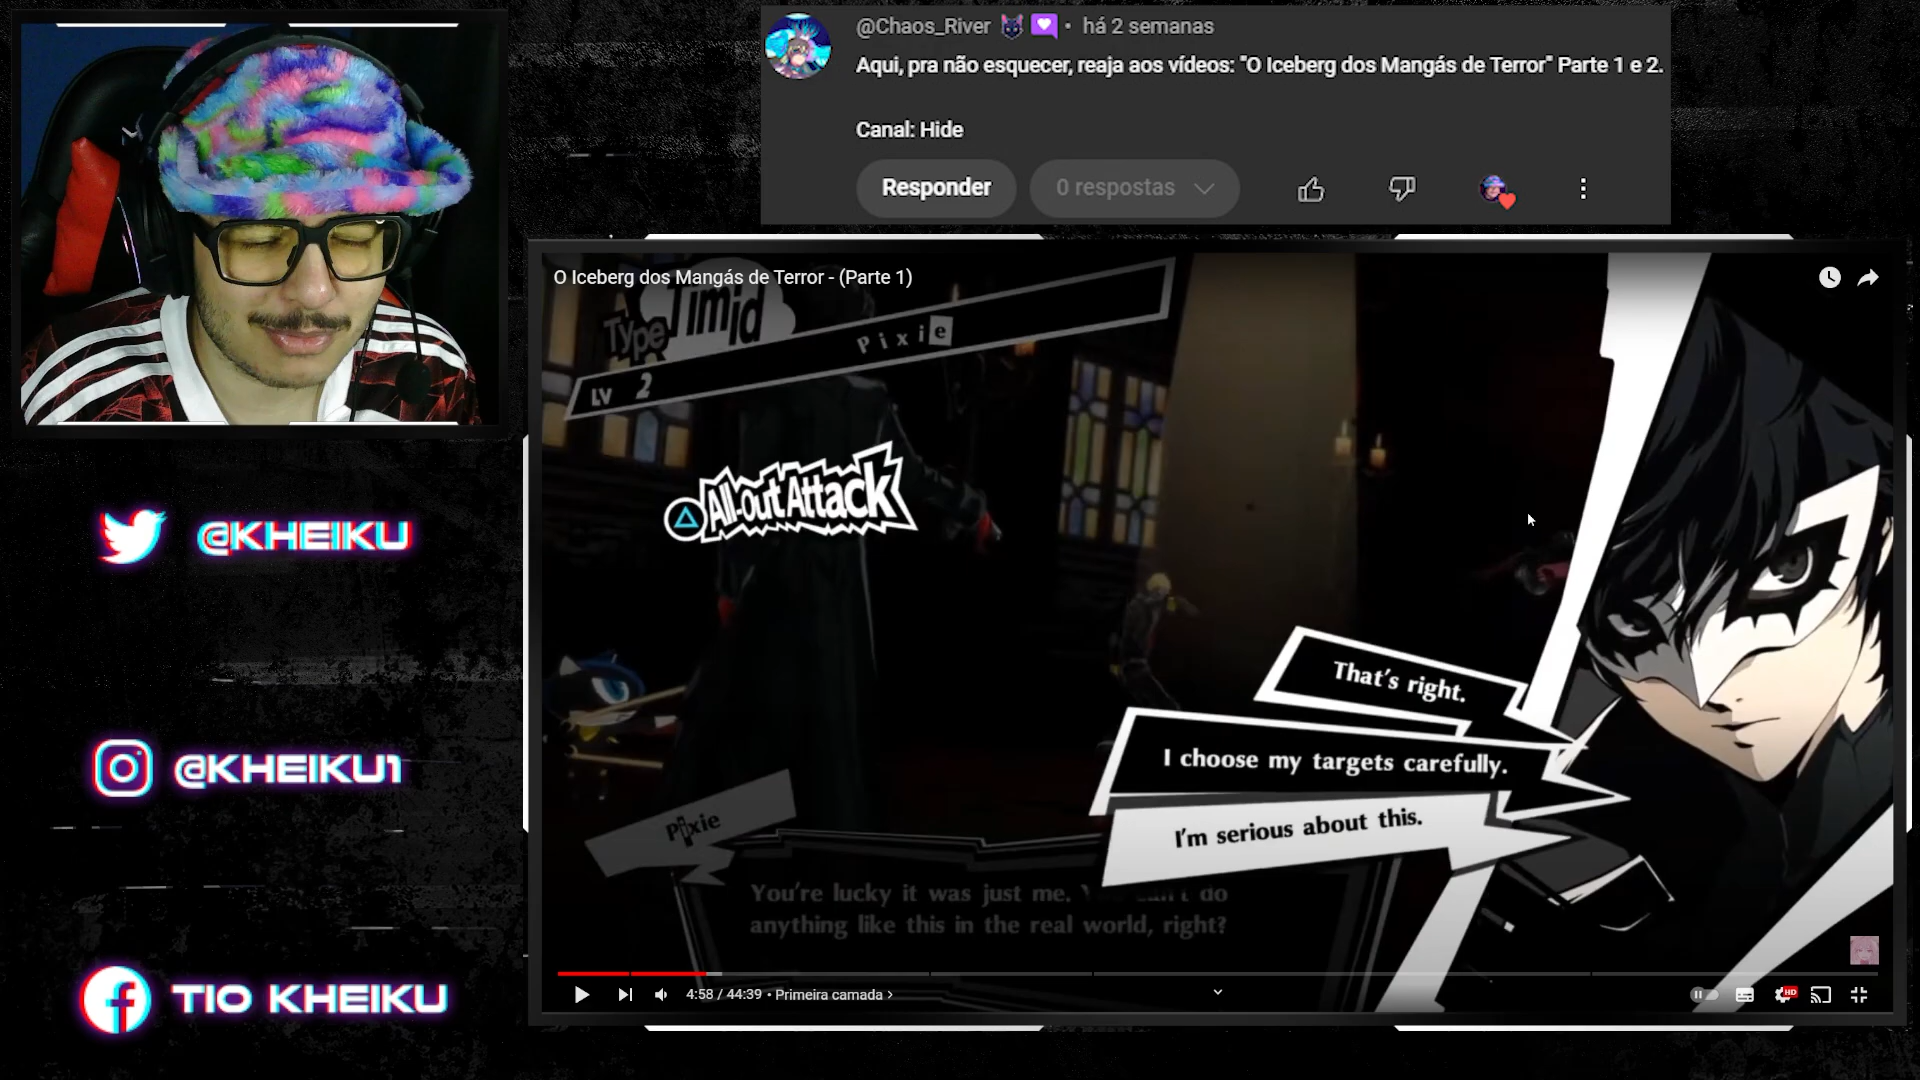 @Chaos_River • há 2 semanas
Aqui, pra não esquecer, reaja aos vídeos: "O Iceberg dos Mangás de Terror" Parte 1 e 2.
Canal: Hide
Responder
0 respostas
O Iceberg dos Mangás de Terror - (Parte 1)
Type Timid
Pixie
LV 2
All-out Attack
@KHEIKU
@KHEIKU1
TIO KHEIKU
That's right.
I choose my targets carefully.
I'm serious about this.
Pixie
You're lucky it was just me. do
anything like this in the real world, right?
4:58 / 44:39 • Primeira camada >
HD